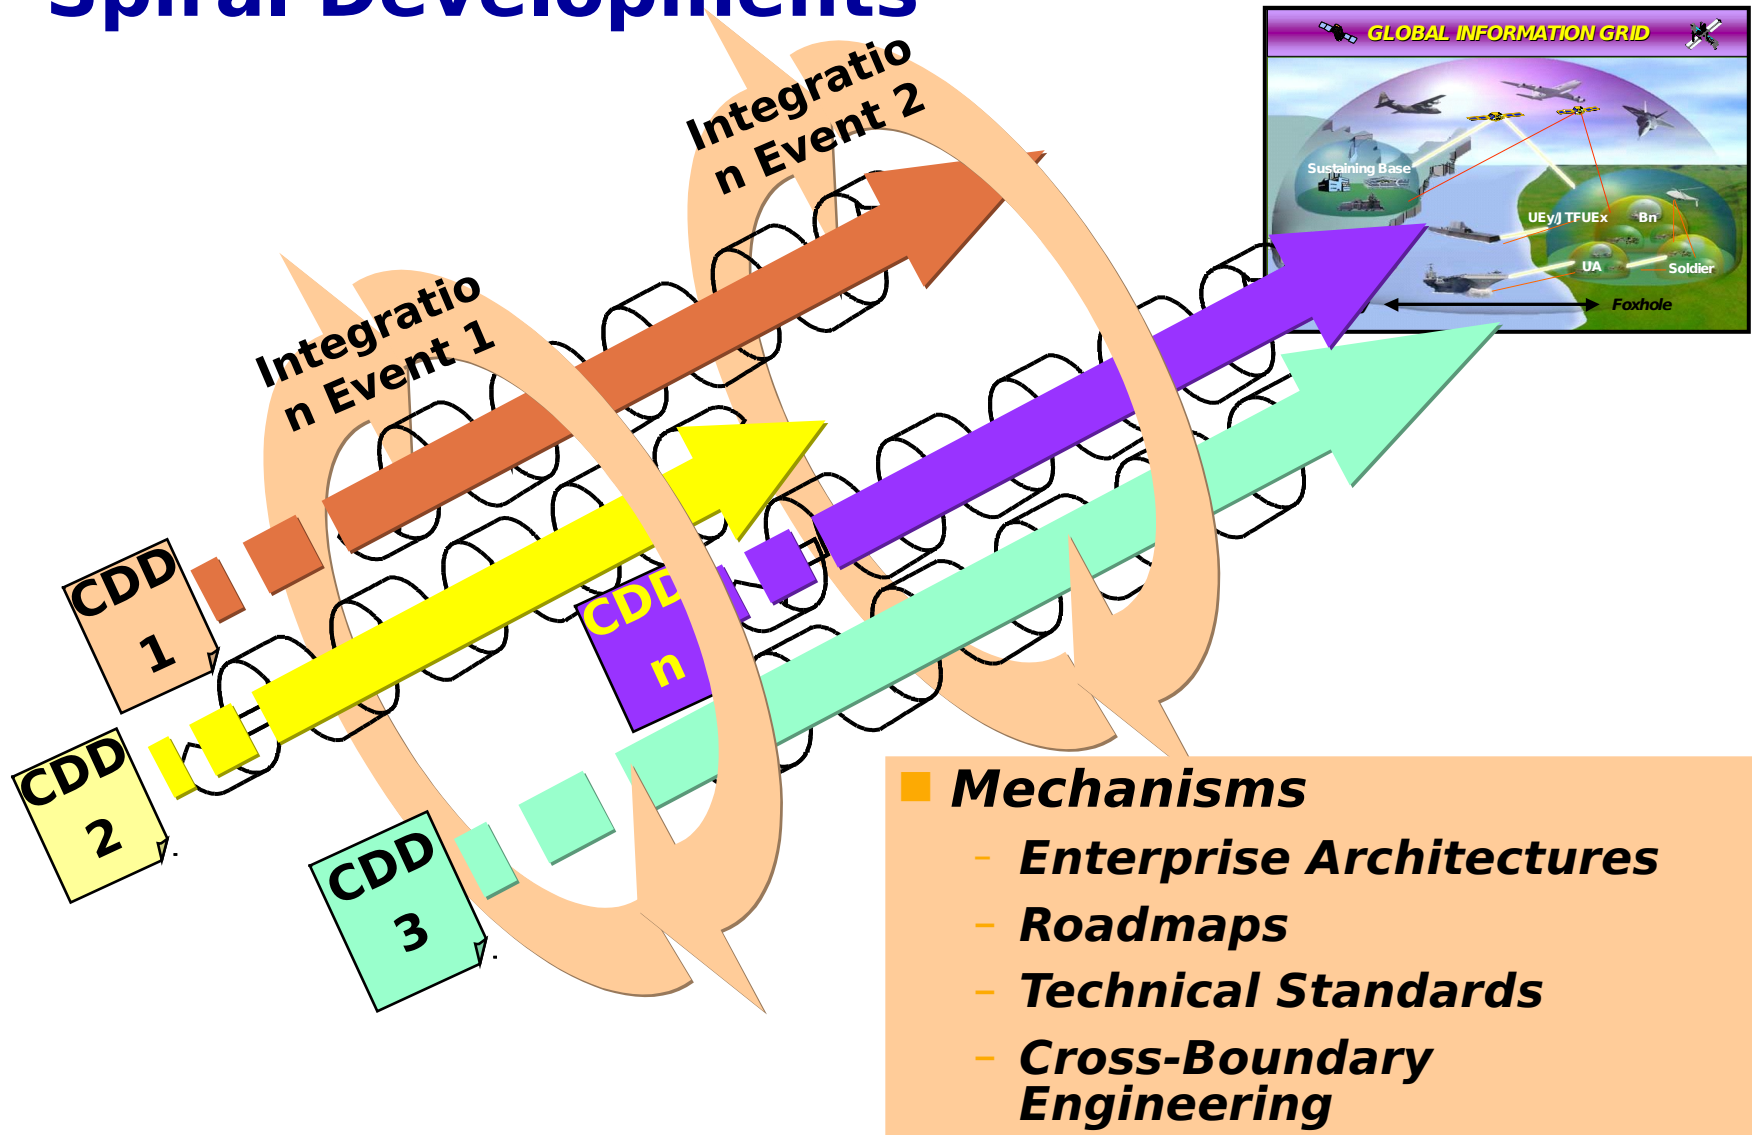 Spiral Developments
GLOBAL INFORMATION GRID
Integratio
n Event 2
Sustaining Base
UEy/JTFUEx
Bn
UA
Soldier
Foxhole
Integratio
n Event 1
CDD
1
CDD
n
CDD
2
CDD
3
Mechanisms
– Enterprise Architectures
– Roadmaps
– Technical Standards
– Cross-Boundary
Engineering